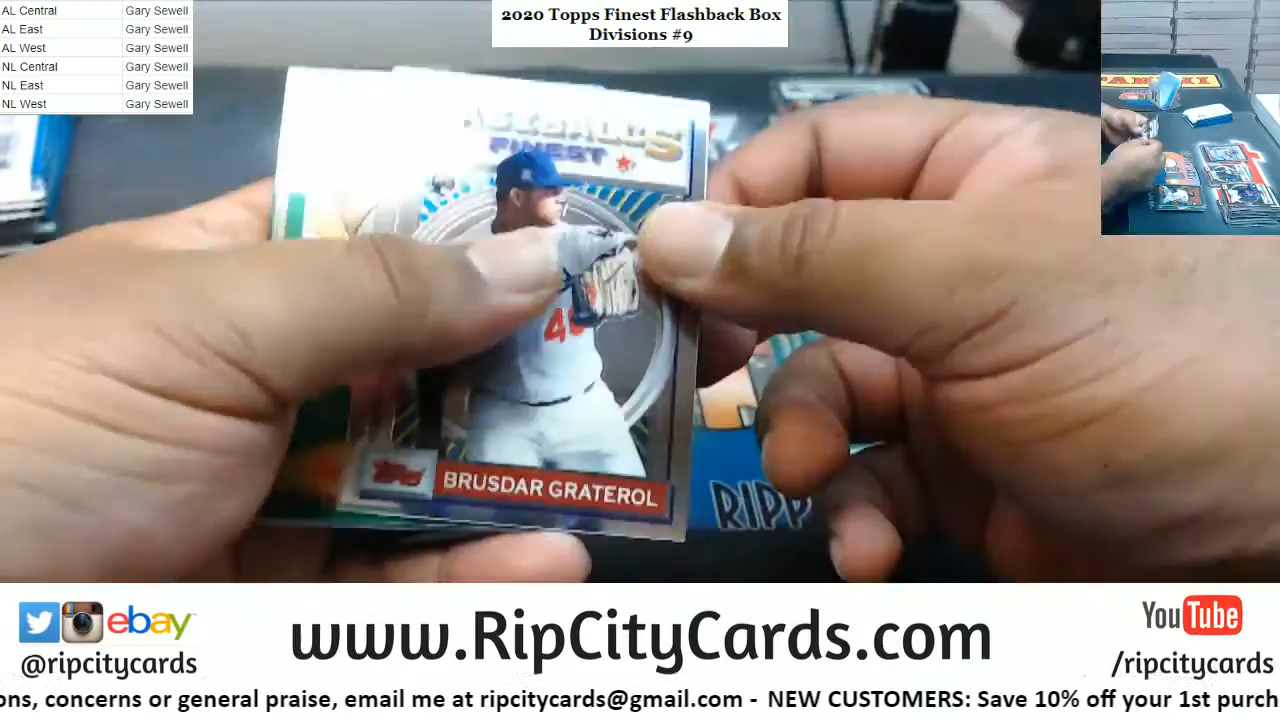 AL Central Gary Sewell
AL East Gary Sewell
AL West Gary Sewell
NL Central Gary Sewell
NL East Gary Sewell
NL West Gary Sewell
2020 Topps Finest Flashback Box
Divisions #9
PANINI
FINEST
40
Topps
BRUSDAR GRATEROL
RIPP
ebay
@ripcitycards
www.RipCityCards.com
YouTube
/ripcitycards
ons, concerns or general praise, email me at ripcitycards@gmail.com - NEW CUSTOMERS: Save 10% off your 1st purch